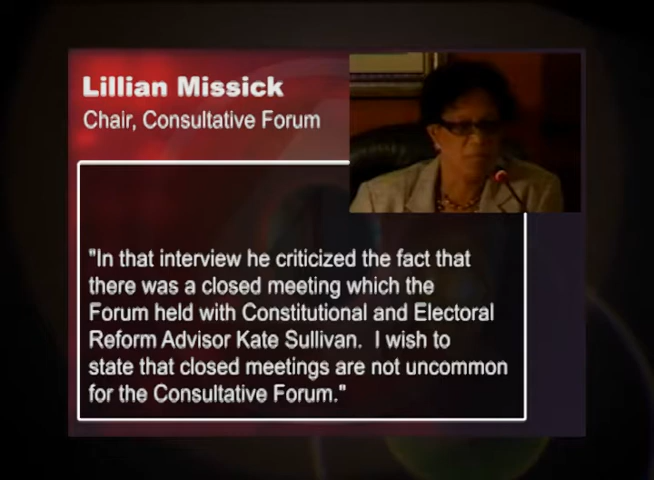 Lillian Missick
Chair, Consultative Forum
"In that interview he criticized the fact that
there was a closed meeting which the
Forum held with Constitutional and Electoral
Reform Advisor Kate Sullivan.  I wish to
state that closed meetings are not uncommon
for the Consultative Forum."